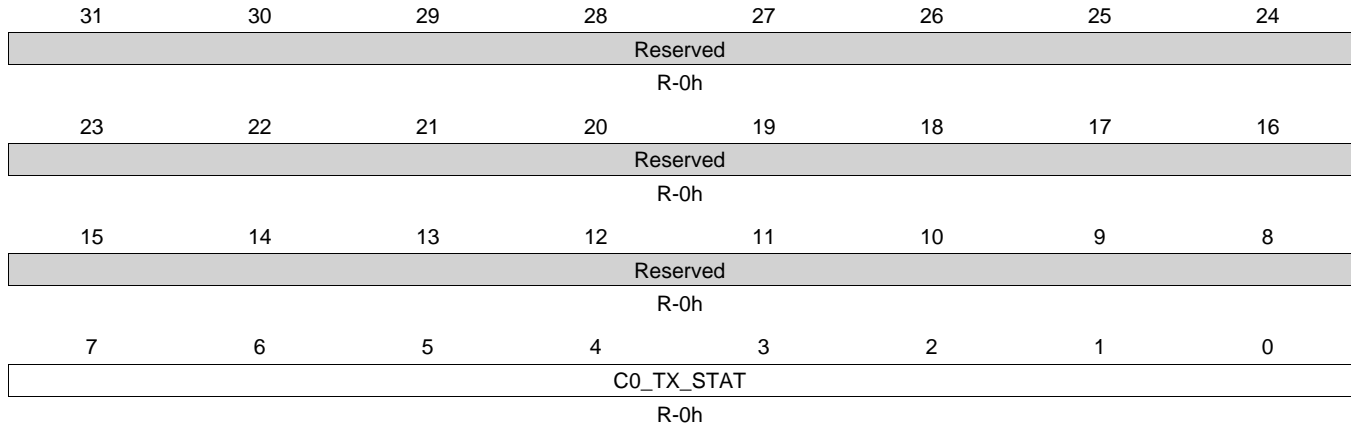 31 30 29 28 27 26 25 24
Reserved
R-0h
23 22 21 20 19 18 17 16
Reserved
R-0h
15 14 13 12 11 10 9 8
Reserved
R-0h
7 6 5 4 3 2 1 0
C0_TX_STAT
R-0h